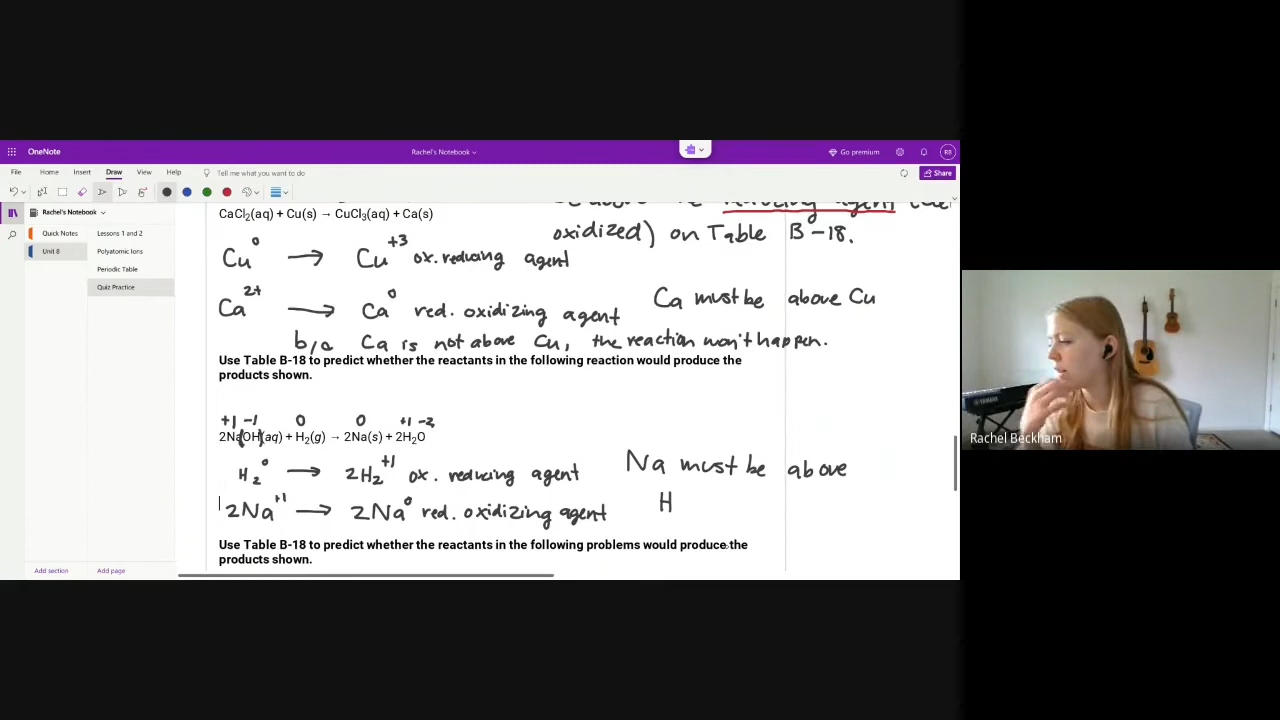 OneNote
Rachel's Notebook
Go premium
RB
File Home Insert Draw View Help Tell me what you want to do
Share
Rachel's Notebook
Quick Notes
Unit 8
Lessons 1 and 2
Polyatomic Ions
Periodic Table
Quiz Practice
Add section
Add page
reducing agent
CaCl₂(aq) + Cu(s) → CuCl₃(aq) + Ca(s)
oxidized) on Table B-18.
Cu⁰ → Cu⁺³ ox. reducing agent
Ca²⁺ → Ca⁰ red. oxidizing agent Ca must be above Cu
b/c Ca is not above Cu, the reaction won't happen.
Use Table B-18 to predict whether the reactants in the following reaction would produce the
products shown.
+1 -1 0 0 +1 -2
2NaOH(aq) + H₂(g) → 2Na(s) + 2H₂O
H₂⁰ → 2H₂⁺¹ ox. reducing agent Na must be above
H
2Na⁺¹ → 2Na⁰ red. oxidizing agent
Use Table B-18 to predict whether the reactants in the following problems would produce the
products shown.
YAMAHA
Rachel Beckham